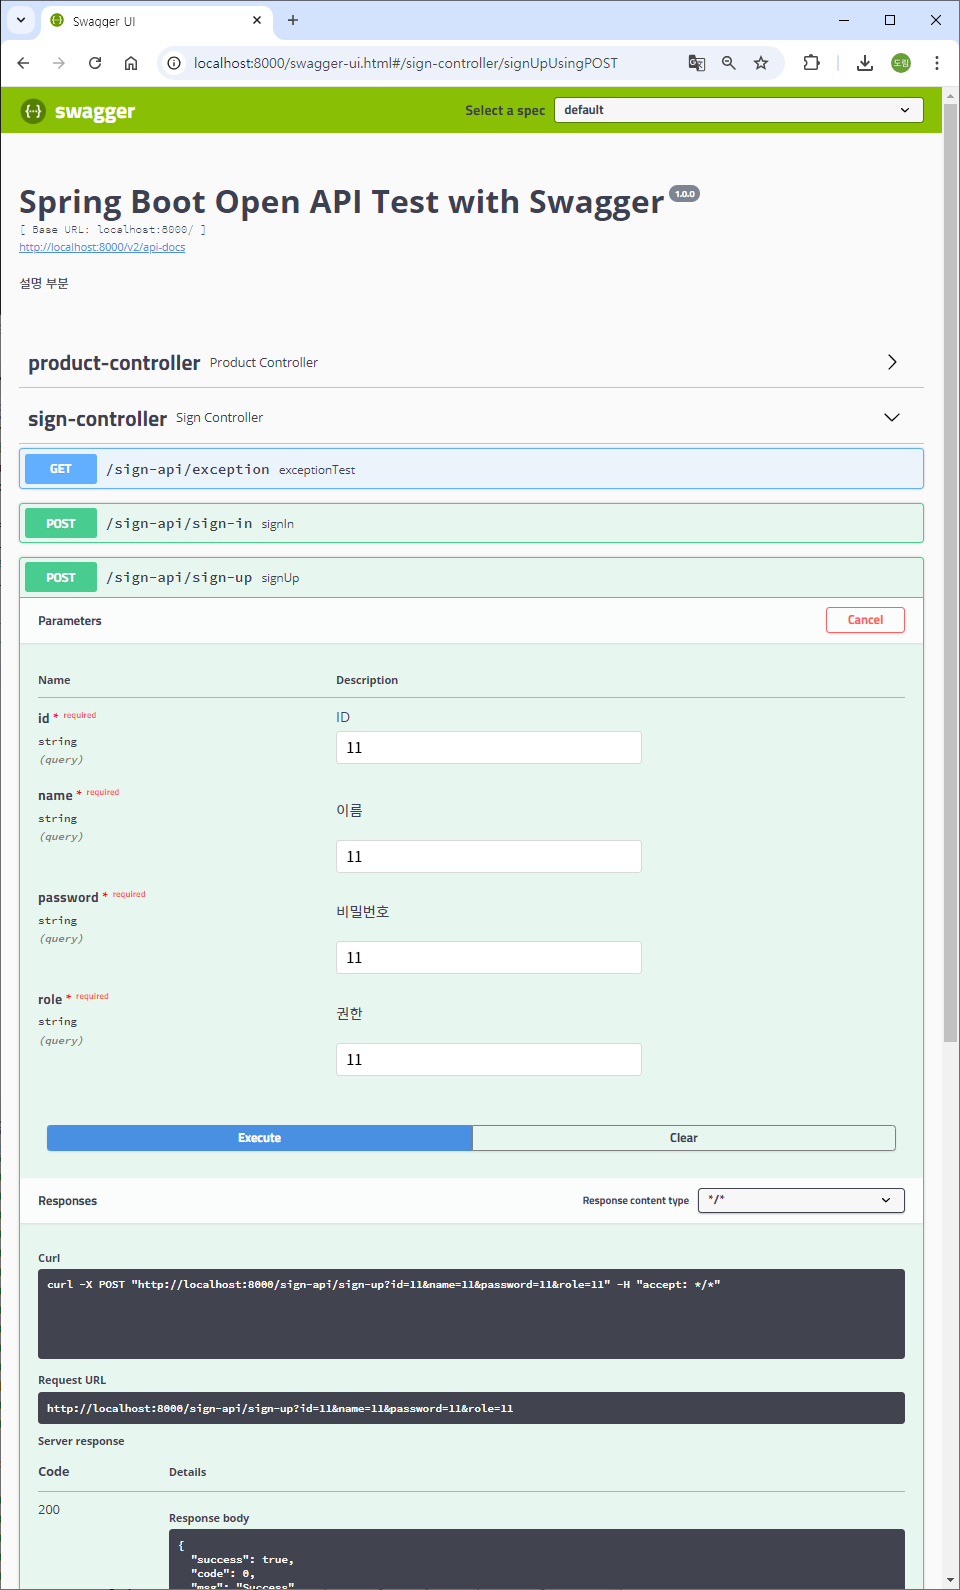 Swagger UI
localhost:8000/swagger-ui.html#/sign-controller/signUpUsingPOST
도림
swagger
Select a spec
default
Spring Boot Open API Test with Swagger 1.0.0
[ Base URL: localhost:8000/ ]
http://localhost:8000/v2/api-docs
설명 부분
product-controller Product Controller
sign-controller Sign Controller
GET /sign-api/exception exceptionTest
POST /sign-api/sign-in signIn
POST /sign-api/sign-up signUp
Parameters
Cancel
Name Description
id * required
string
(query)
ID
11
name * required
string
(query)
이름
11
password * required
string
(query)
비밀번호
11
role * required
string
(query)
권한
11
Execute
Clear
Responses
Response content type
*/*
Curl
curl -X POST "http://localhost:8000/sign-api/sign-up?id=11&name=11&password=11&role=11" -H "accept: */*"
Request URL
http://localhost:8000/sign-api/sign-up?id=11&name=11&password=11&role=11
Server response
Code Details
200
Response body
{
"success": true,
"code": 0,
"msg": "Success"